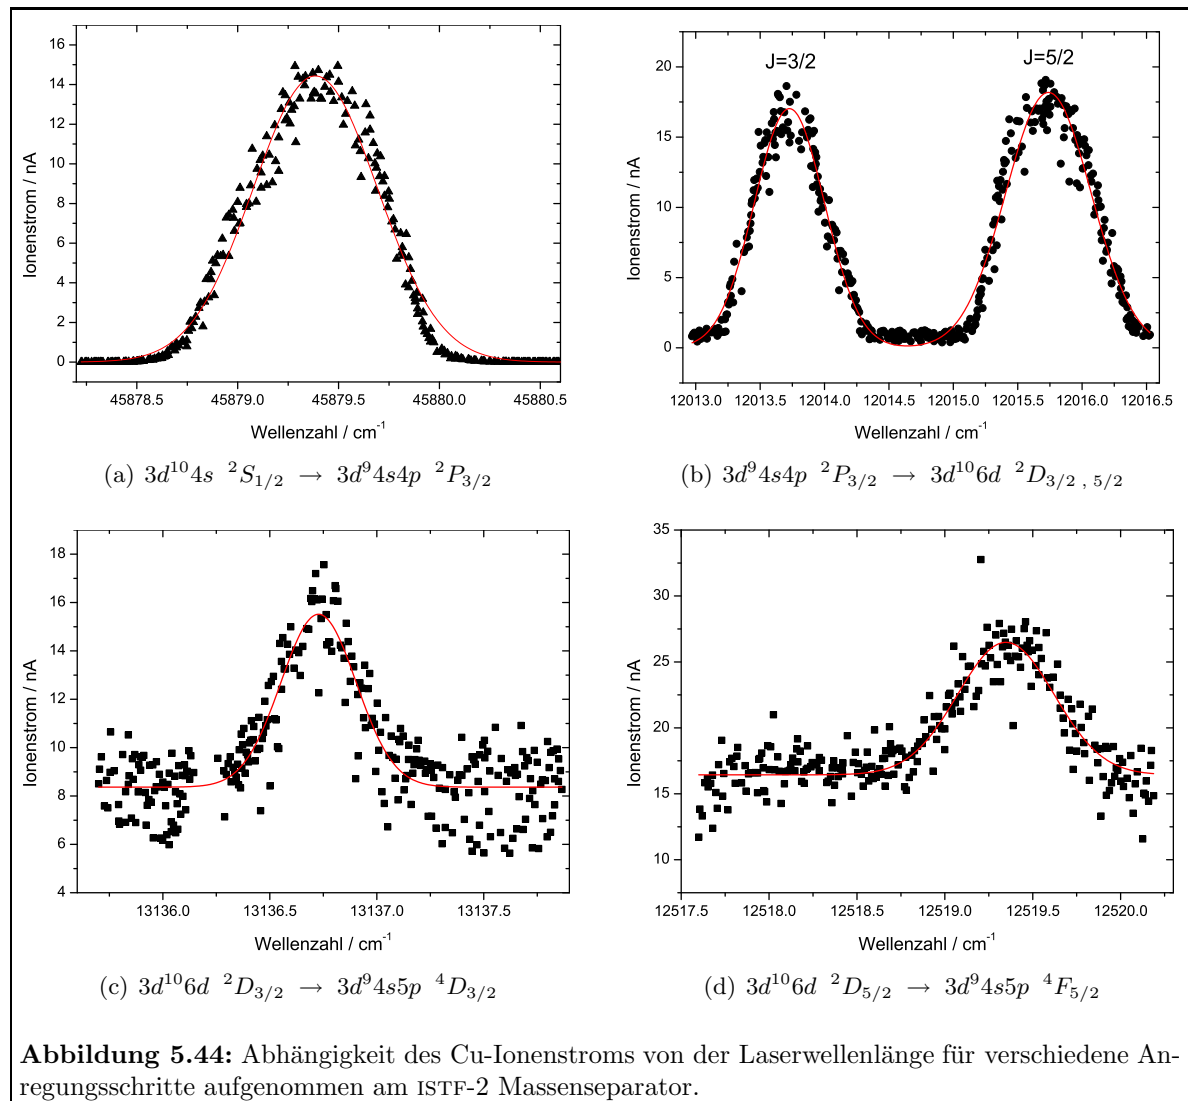 16
14
12
10
8
6
4
2
0
Ionenstrom / nA
45878.5 45879.0 45879.5 45880.0 45880.5
Wellenzahl / cm⁻¹
(a) 3d¹⁰4s ²S₁/₂ → 3d⁹4s4p ²P₃/₂
J=3/2 J=5/2
20
15
10
5
0
Ionenstrom / nA
12013.0 12013.5 12014.0 12014.5 12015.0 12015.5 12016.0 12016.5
Wellenzahl / cm⁻¹
(b) 3d⁹4s4p ²P₃/₂ → 3d¹⁰6d ²D₃/₂ , ₅/₂
18
16
14
12
10
8
6
4
Ionenstrom / nA
13136.0 13136.5 13137.0 13137.5
Wellenzahl / cm⁻¹
(c) 3d¹⁰6d ²D₃/₂ → 3d⁹4s5p ⁴D₃/₂
35
30
25
20
15
10
Ionenstrom / nA
12517.5 12518.0 12518.5 12519.0 12519.5 12520.0
Wellenzahl / cm⁻¹
(d) 3d¹⁰6d ²D₅/₂ → 3d⁹4s5p ⁴F₅/₂
Abbildung 5.44: Abhängigkeit des Cu-Ionenstroms von der Laserwellenlänge für verschiedene An-
regungsschritte aufgenommen am ISTF-2 Massenseparator.